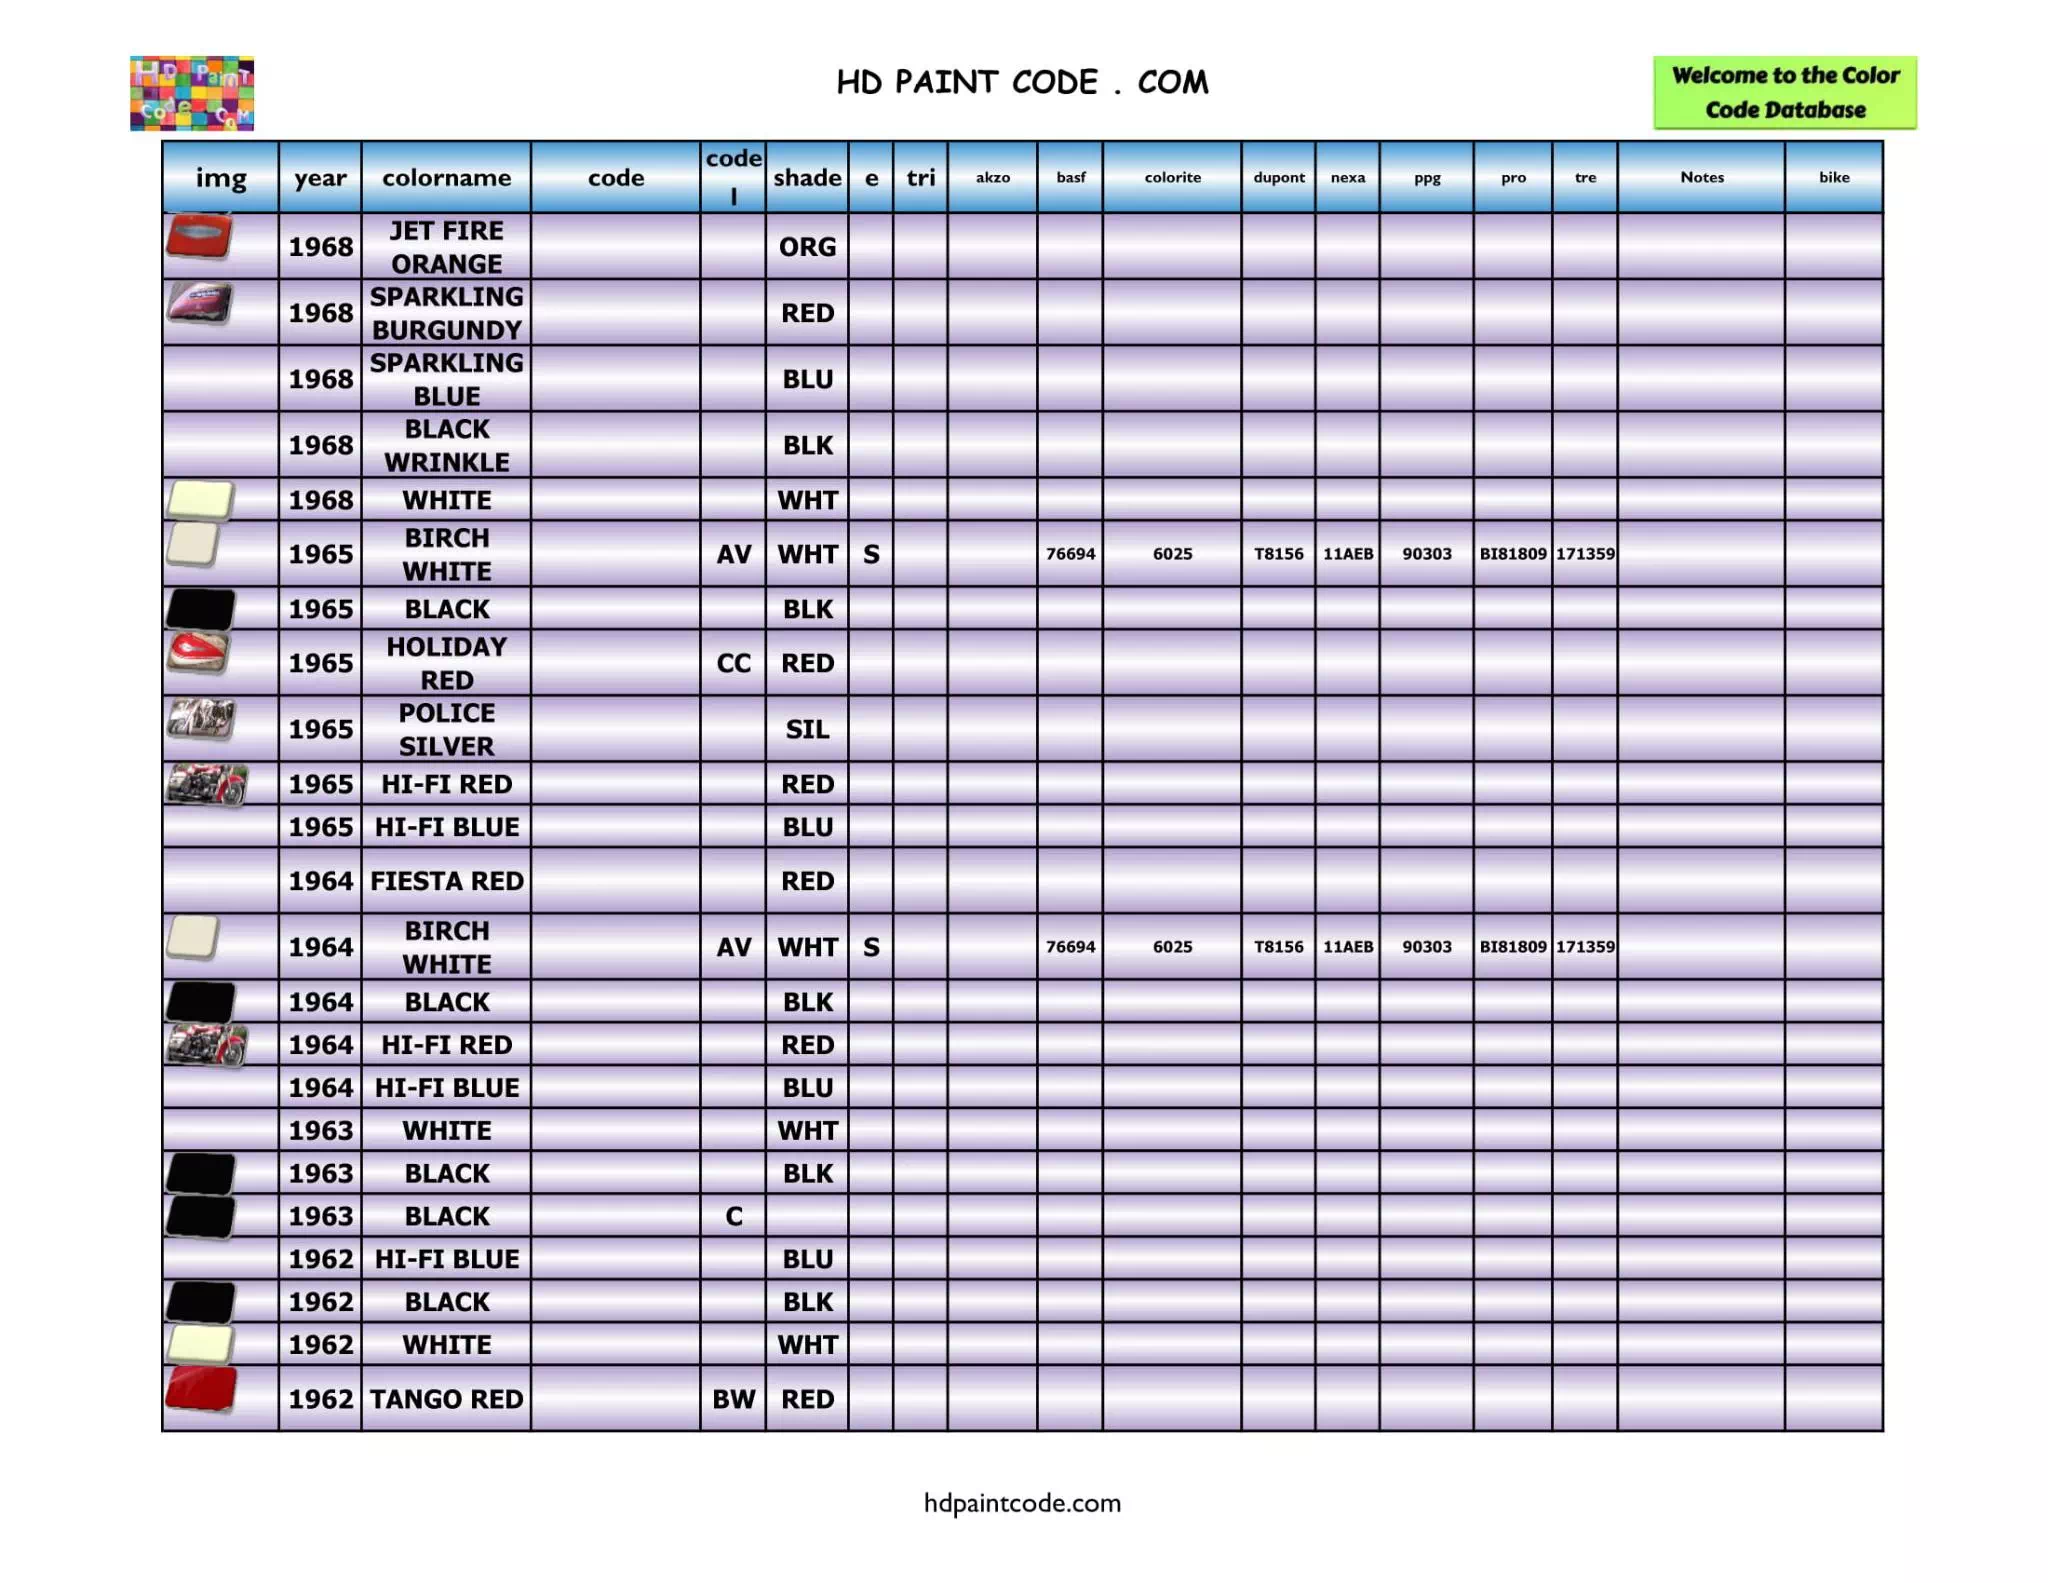 HD PainT
Code
CoM
HD PAINT CODE . COM
Welcome to the Color
Code Database
img year colorname code code l shade e tri akzo basf colorite dupont nexa ppg pro tre Notes bike
1968 JET FIRE ORANGE ORG
1968 SPARKLING BURGUNDY RED
1968 SPARKLING BLUE BLU
1968 BLACK WRINKLE BLK
1968 WHITE WHT
1965 BIRCH WHITE AV WHT S 76694 6025 T8156 11AEB 90303 BI81809 171359
1965 BLACK BLK
1965 HOLIDAY RED CC RED
1965 POLICE SILVER SIL
1965 HI-FI RED RED
1965 HI-FI BLUE BLU
1964 FIESTA RED RED
1964 BIRCH WHITE AV WHT S 76694 6025 T8156 11AEB 90303 BI81809 171359
1964 BLACK BLK
1964 HI-FI RED RED
1964 HI-FI BLUE BLU
1963 WHITE WHT
1963 BLACK BLK
1963 BLACK C
1962 HI-FI BLUE BLU
1962 BLACK BLK
1962 WHITE WHT
1962 TANGO RED BW RED
hdpaintcode.com